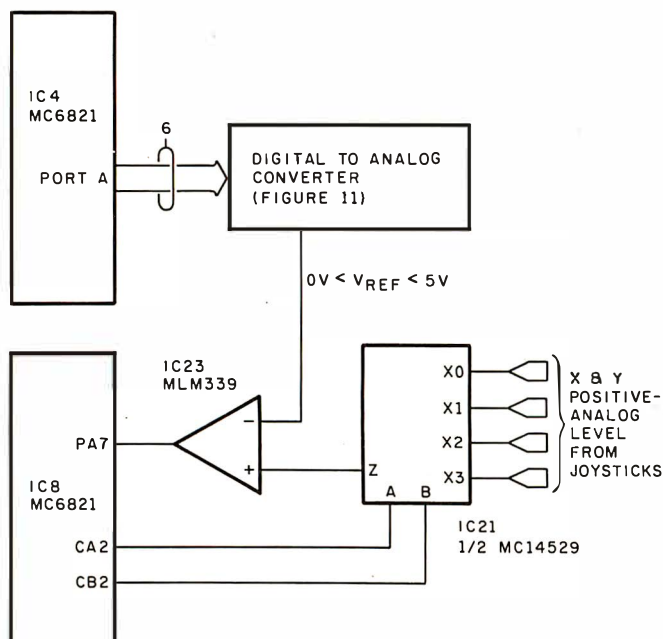 IC4
MC6821
PORT A
6
DIGITAL TO ANALOG
CONVERTER
(FIGURE 11)
0V < VREF < 5V
IC23
MLM339
-
+
PA7
IC8
MC6821
CA2
CB2
X0
X1
X2
X3
Z
A B
IC21
1/2 MC14529
X & Y
POSITIVE-
ANALOG
LEVEL
FROM
JOYSTICKS